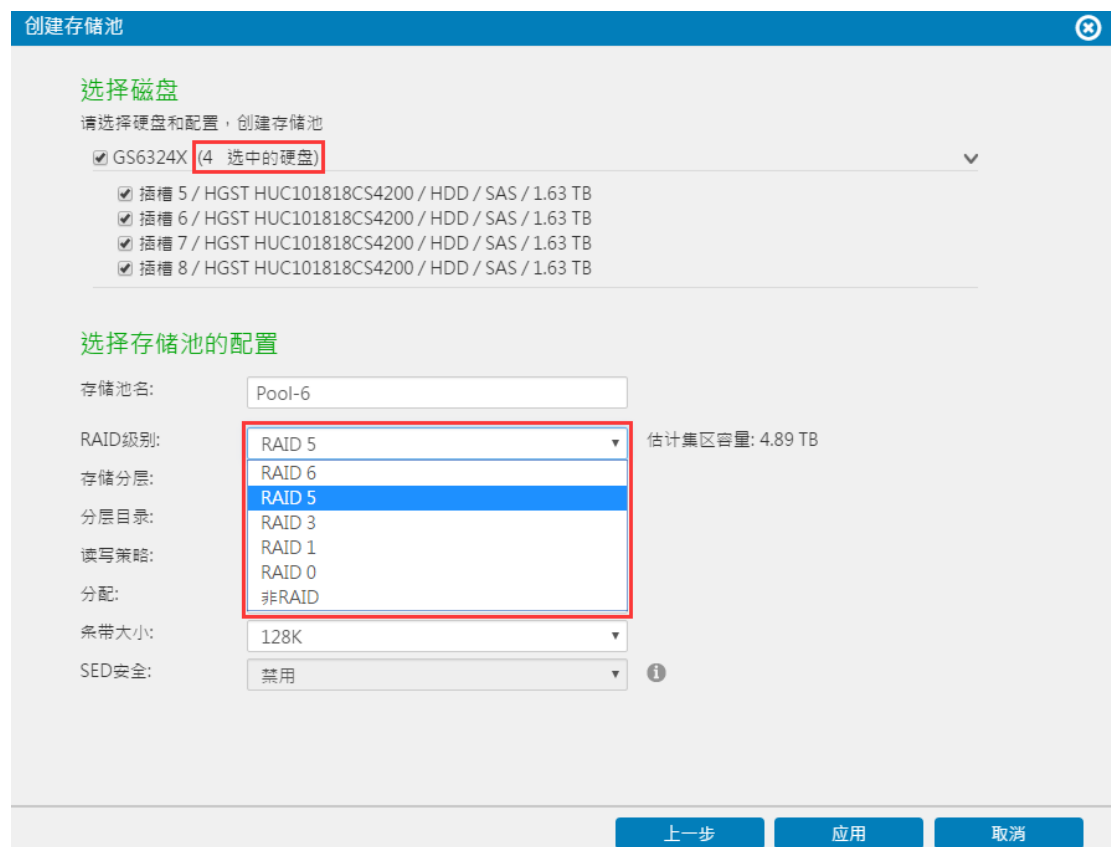 创建存储池
选择磁盘
请选择硬盘和配置，创建存储池
GS6324X (4 选中的硬盘)
插槽 5 / HGST HUC101818CS4200 / HDD / SAS / 1.63 TB
插槽 6 / HGST HUC101818CS4200 / HDD / SAS / 1.63 TB
插槽 7 / HGST HUC101818CS4200 / HDD / SAS / 1.63 TB
插槽 8 / HGST HUC101818CS4200 / HDD / SAS / 1.63 TB
选择存储池的配置
存储池名: Pool-6
RAID级别: RAID 5 估计集区容量: 4.89 TB
存储分层: RAID 6
RAID 5
分层目录: RAID 3
读写策略: RAID 1
RAID 0
分配: 非RAID
条带大小: 128K
SED安全: 禁用
上一步 应用 取消